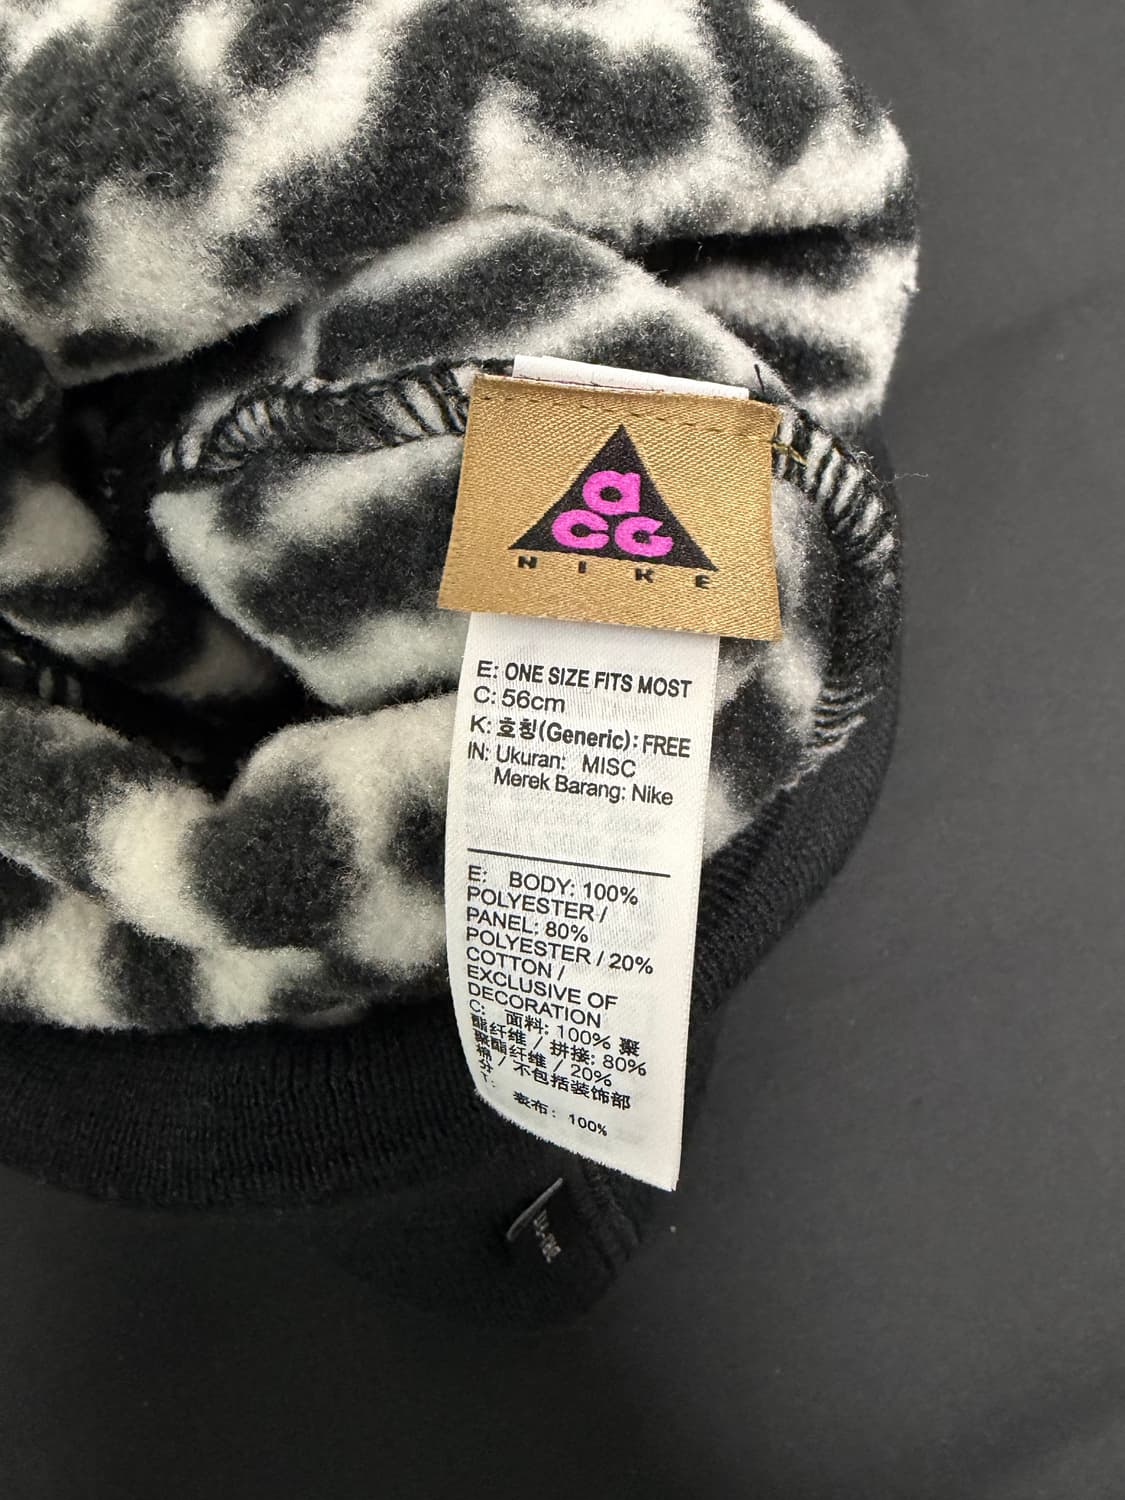 a
CG
NIKE
E: ONE SIZE FITS MOST
C: 56cm
K: 호칭(Generic): FREE
IN: Ukuran: MISC
Merek Barang: Nike
E: BODY: 100%
POLYESTER /
PANEL: 80%
POLYESTER / 20%
COTTON /
EXCLUSIVE OF
DECORATION
C: 面料: 100% 聚
酯纤维 / 拼接: 80%
聚酯纤维 / 20%
棉 / 不包括装饰部
分
T:
表布: 100%